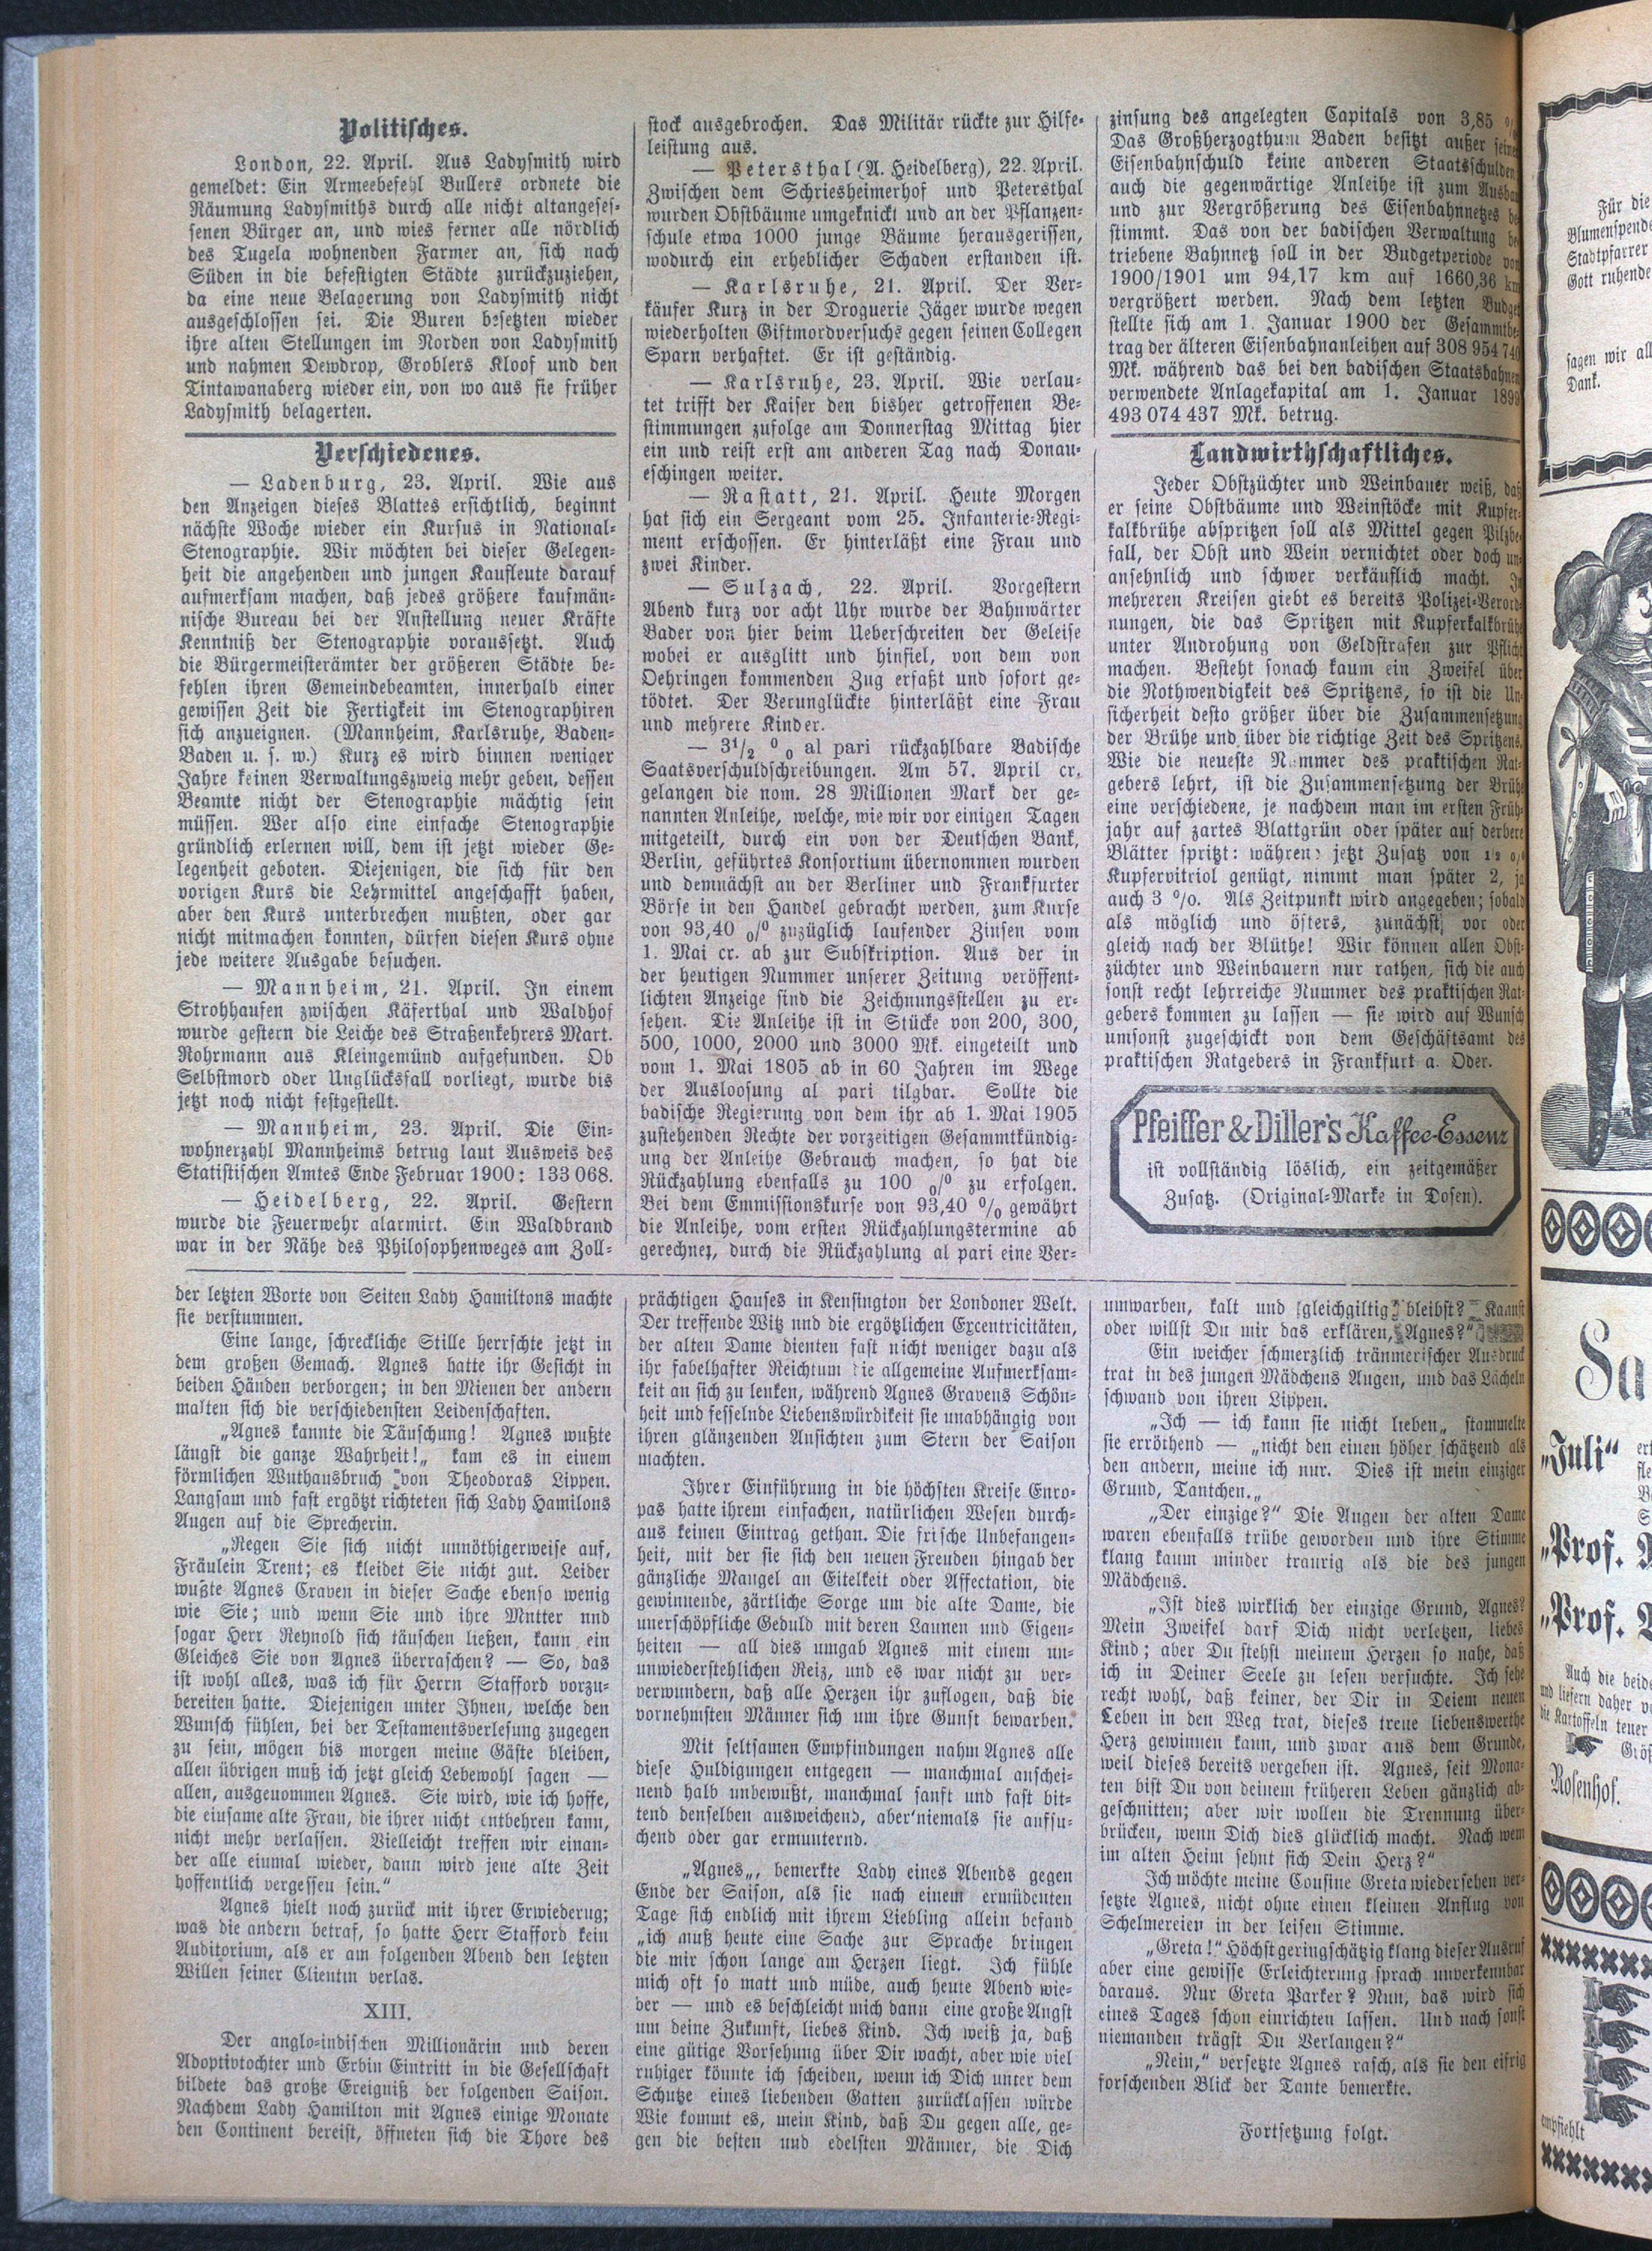 Politisches.
London, 22. April. Aus Ladysmith wird
gemeldet: Ein Armeebefehl Bullers ordnete die
Räumung Ladysmiths durch alle nicht altangeses-
senen Bürger an, und wies ferner alle nördlich
des Tugela wohnenden Farmer an, sich nach
Süden in die befestigten Städte zurückzuziehen,
da eine neue Belagerung von Ladysmith nicht
ausgeschlossen sei. Die Buren besetzten wieder
ihre alten Stellungen im Norden von Ladysmith
und nahmen Dewdrop, Groblers Kloof und den
Tintawanaberg wieder ein, von wo aus sie früher
Ladysmith belagerten.
Verschiedenes.
— Ladenburg, 23. April. Wie aus
den Anzeigen dieses Blattes ersichtlich, beginnt
nächste Woche wieder ein Kursus in National-
Stenographie. Wir möchten bei dieser Gelegen-
heit die angehenden und jungen Kaufleute darauf
aufmerksam machen, daß jedes größere kaufmän-
nische Bureau bei der Anstellung neuer Kräfte
Kenntniß der Stenographie voraussetzt. Auch
die Bürgermeisterämter der größeren Städte be-
fehlen ihren Gemeindebeamten, innerhalb einer
gewissen Zeit die Fertigkeit im Stenographiren
sich anzueignen. (Mannheim, Karlsruhe, Baden-
Baden u. s. w.) Kurz es wird binnen weniger
Jahre keinen Verwaltungszweig mehr geben, dessen
Beamte nicht der Stenographie mächtig sein
müssen. Wer also eine einfache Stenographie
gründlich erlernen will, dem ist jetzt wieder Ge-
legenheit geboten. Diejenigen, die sich für den
vorigen Kurs die Lehrmittel angeschafft haben,
aber den Kurs unterbrechen mußten, oder gar
nicht mitmachen konnten, dürfen diesen Kurs ohne
jede weitere Ausgabe besuchen.
— Mannheim, 21. April. In einem
Strohhaufen zwischen Käferthal und Waldhof
wurde gestern die Leiche des Straßenkehrers Mart.
Rohrmann aus Kleingemünd aufgefunden. Ob
Selbstmord oder Unglücksfall vorliegt, wurde bis
jetzt noch nicht festgestellt.
— Mannheim, 23. April. Die Ein-
wohnerzahl Mannheims betrug laut Ausweis des
Statistischen Amtes Ende Februar 1900: 133 068.
— Heidelberg, 22. April. Gestern
wurde die Feuerwehr alarmirt. Ein Waldbrand
war in der Nähe des Philosophenweges am Zoll-
stock ausgebrochen. Das Militär rückte zur Hilfe-
leistung aus.
— Petersthal (A. Heidelberg), 22. April.
Zwischen dem Schriesheimerhof und Petersthal
wurden Obstbäume umgeknickt und an der Pflanzen-
schule etwa 1000 junge Bäume herausgerissen,
wodurch ein erheblicher Schaden erstanden ist.
— Karlsruhe, 21. April. Der Ver-
käufer Kurz in der Droguerie Jäger wurde wegen
wiederholten Giftmordversuchs gegen seinen Collegen
Sparn verhaftet. Er ist geständig.
— Karlsruhe, 23. April. Wie verlau-
tet trifft der Kaiser den bisher getroffenen Be-
stimmungen zufolge am Donnerstag Mittag hier
ein und reist erst am anderen Tag nach Donau-
eschingen weiter.
— Rastatt, 21. April. Heute Morgen
hat sich ein Sergeant vom 25. Infanterie-Regi-
ment erschossen. Er hinterläßt eine Frau und
zwei Kinder.
— Sulzach, 22. April. Vorgestern
Abend kurz vor acht Uhr wurde der Bahnwärter
Bader von hier beim Ueberschreiten der Geleise
wobei er ausglitt und hinfiel, von dem von
Oehringen kommenden Zug erfaßt und sofort ge-
tödtet. Der Verunglückte hinterläßt eine Frau
und mehrere Kinder.
— 3½ % al pari rückzahlbare Badische
Saatsverschuldschreibungen. Am 57. April cr.
gelangen die nom. 28 Millionen Mark der ge-
nannten Anleihe, welche, wie wir vor einigen Tagen
mitgeteilt, durch ein von der Deutschen Bank,
Berlin, geführtes Konsortium übernommen wurden
und demnächst an der Berliner und Frankfurter
Börse in den Handel gebracht werden, zum Kurse
von 93,40 % zuzüglich laufender Zinsen vom
1. Mai cr. ab zur Subskription. Aus der in
der heutigen Nummer unserer Zeitung veröffent-
lichten Anzeige sind die Zeichnungsstellen zu er-
sehen. Die Anleihe ist in Stücke von 200, 300,
500, 1000, 2000 und 3000 Mk. eingeteilt und
vom 1. Mai 1805 ab in 60 Jahren im Wege
der Ausloosung al pari tilgbar. Sollte die
badische Regierung von dem ihr ab 1. Mai 1905
zustehenden Rechte der vorzeitigen Gesammtkündig-
ung der Anleihe Gebrauch machen, so hat die
Rückzahlung ebenfalls zu 100 % zu erfolgen.
Bei dem Emmissionskurse von 93,40 % gewährt
die Anleihe, vom ersten Rückzahlungstermine ab
gerechnet, durch die Rückzahlung al pari eine Ver-
zinsung des angelegten Capitals von 3,85 %
Das Großherzogthum Baden besitzt außer seiner
Eisenbahnschuld keine anderen Staatsschulden,
auch die gegenwärtige Anleihe ist zum Ausbau
und zur Vergrößerung des Eisenbahnnetzes be-
stimmt. Das von der badischen Verwaltung be-
triebene Bahnnetz soll in der Budgetperiode von
1900/1901 um 94,17 km auf 1660,36 km
vergrößert werden. Nach dem letzten Budget
stellte sich am 1. Januar 1900 der Gesammtbe-
trag der älteren Eisenbahnanleihen auf 308 954 740
Mk. während das bei den badischen Staatsbahnen
verwendete Anlagekapital am 1. Januar 1899
493 074 437 Mk. betrug.
Landwirthschaftliches.
Jeder Obstzüchter und Weinbauer weiß, daß
er seine Obstbäume und Weinstöcke mit Kupfer-
kalkbrühe abspritzen soll als Mittel gegen Pilzbe-
fall, der Obst und Wein vernichtet oder doch un-
ansehnlich und schwer verkäuflich macht. In
mehreren Kreisen giebt es bereits Polizei-Verord-
nungen, die das Spritzen mit Kupferkalkbrühe
unter Androhung von Geldstrafen zur Pflicht
machen. Besteht sonach kaum ein Zweifel über
die Nothwendigkeit des Spritzens, so ist die Un-
sicherheit desto größer über die Zusammensetzung
der Brühe und über die richtige Zeit des Spritzens.
Wie die neueste Nummer des praktischen Rat-
gebers lehrt, ist die Zusammensetzung der Brühe
eine verschiedene, je nachdem man im ersten Früh-
jahr auf zartes Blattgrün oder später auf derbere
Blätter spritzt: während jetzt Zusatz von ½ %
Kupfervitriol genügt, nimmt man später 2, ja
auch 3 %. Als Zeitpunkt wird angegeben; sobald
als möglich und öfters, zunächst vor oder
gleich nach der Blüthe! Wir können allen Obst-
züchter und Weinbauern nur rathen, sich die auch
sonst recht lehrreiche Nummer des praktischen Rat-
gebers kommen zu lassen — sie wird auf Wunsch
umsonst zugeschickt von dem Geschäftsamt des
praktischen Ratgebers in Frankfurt a. Oder.
Pfeiffer & Diller's Kaffee-Essenz
ist vollständig löslich, ein zeitgemäßer
Zusatz. (Original-Marke in Dosen).
der letzten Worte von Seiten Lady Hamiltons machte
sie verstummen.
Eine lange, schreckliche Stille herrschte jetzt in
dem großen Gemach. Agnes hatte ihr Gesicht in
beiden Händen verborgen; in den Mienen der andern
malten sich die verschiedensten Leidenschaften.
„Agnes kannte die Täuschung! Agnes wußte
längst die ganze Wahrheit!„ kam es in einem
förmlichen Wuthausbruch von Theodoras Lippen.
Langsam und fast ergötzt richteten sich Lady Hamilons
Augen auf die Sprecherin.
„Regen Sie sich nicht unnöthigerweise auf,
Fräulein Trent; es kleidet Sie nicht gut. Leider
wußte Agnes Craven in dieser Sache ebenso wenig
wie Sie; und wenn Sie und ihre Mutter nnd
sogar Herr Reynold sich täuschen ließen, kann ein
Gleiches Sie von Agnes überraschen? — So, das
ist wohl alles, was ich für Herrn Stafford vorzu-
bereiten hatte. Diejenigen unter Ihnen, welche den
Wunsch fühlen, bei der Testamentsverlesung zugegen
zu sein, mögen bis morgen meine Gäste bleiben,
allen übrigen muß ich jetzt gleich Lebewohl sagen —
allen, ausgenommen Agnes. Sie wird, wie ich hoffe,
die einsame alte Frau, die ihrer nicht entbehren kann,
nicht mehr verlassen. Vielleicht treffen wir einan-
der alle einmal wieder, dann wird jene alte Zeit
hoffentlich vergessen sein.“
Agnes hielt noch zurück mit ihrer Erwiederug;
was die andern betraf, so hatte Herr Stafford kein
Auditorium, als er am folgenden Abend den letzten
Willen seiner Clientin verlas.
XIII.
Der anglo-indischen Millionärin und deren
Adoptivtochter und Erbin Eintritt in die Gesellschaft
bildete das große Ereigniß der folgenden Saison.
Nachdem Lady Hamilton mit Agnes einige Monate
den Continent bereist, öffneten sich die Thore des
prächtigen Hauses in Kensington der Londoner Welt.
Der treffende Witz und die ergötzlichen Excentricitäten,
der alten Dame dienten fast nicht weniger dazu als
ihr fabelhafter Reichtum die allgemeine Aufmerksam-
keit an sich zu lenken, während Agnes Gravens Schön-
heit und fesselnde Liebenswürdikeit sie unabhängig von
ihren glänzenden Ansichten zum Stern der Saison
machten.
Ihrer Einführung in die höchsten Kreise Euro-
pas hatte ihrem einfachen, natürlichen Wesen durch-
aus keinen Eintrag gethan. Die frische Unbefangen-
heit, mit der sie sich den neuen Freuden hingab der
gänzliche Mangel an Eitelkeit oder Affectation, die
gewinnende, zärtliche Sorge um die alte Dame, die
unerschöpfliche Geduld mit deren Launen und Eigen-
heiten — all dies umgab Agnes mit einem un-
unwiederstehlichen Reiz, und es war nicht zu ver-
verwundern, daß alle Herzen ihr zuflogen, daß die
vornehmsten Männer sich um ihre Gunst bewarben.
Mit seltsamen Empfindungen nahm Agnes alle
diese Huldigungen entgegen — manchmal anschei-
nend halb unbewußt, manchmal sanft und fast bit-
tend denselben ausweichend, aber niemals sie aufsu-
chend oder gar ermunternd.
„Agnes„, bemerkte Lady eines Abends gegen
Ende der Saison, als sie nach einem ermüdenten
Tage sich endlich mit ihrem Liebling allein befand
„ich muß heute eine Sache zur Sprache bringen
die mir schon lange am Herzen liegt. Ich fühle
mich oft so matt und müde, auch heute Abend wie-
der — und es beschleicht mich dann eine große Angst
um deine Zukunft, liebes Kind. Ich weiß ja, daß
eine gütige Vorsehung über Dir wacht, aber wie viel
ruhiger könnte ich scheiden, wenn ich Dich unter dem
Schutze eines liebenden Gatten zurücklassen würde
Wie kommt es, mein Kind, daß Du gegen alle, ge-
gen die besten und edelsten Männer, die Dich
umwarben, kalt und gleichgiltig bleibst? Kannst
oder willst Du mir das erklären, Agnes?“
Ein weicher schmerzlich träumerischer Ausdruck
trat in des jungen Mädchens Augen, und das Lächeln
schwand von ihren Lippen.
„Ich — ich kann sie nicht lieben„ stammelte
sie erröthend — „nicht den einen höher schätzend als
den andern, meine ich nur. Dies ist mein einziger
Grund, Tantchen.„
„Der einzige?“ Die Augen der alten Dame
waren ebenfalls trübe geworden und ihre Stimme
klang kaum minder traurig als die des jungen
Mädchens.
„Ist dies wirklich der einzige Grund, Agnes?
Mein Zweifel darf Dich nicht verletzen, liebes
Kind; aber Du stehst meinem Herzen so nahe, daß
ich in Deiner Seele zu lesen versuchte. Ich sehe
recht wohl, daß keiner, der Dir in Deiem neuen
Leben in den Weg trat, dieses treue liebenswerthe
Herz gewinnen kann, und zwar aus dem Grunde,
weil dieses bereits vergeben ist. Agnes, seit Mona-
ten bist Du von deinem früheren Leben gänzlich ab-
geschnitten; aber wir wollen die Trennung über-
brücken, wenn Dich dies glücklich macht. Nach wem
im alten Heim sehnt sich Dein Herz?“
Ich möchte meine Cousine Greta wiedersehen ver-
setzte Agnes, nicht ohne einen kleinen Anflug von
Schelmereien in der leisen Stimme.
„Greta!“ Höchst geringschätzig klang dieser Ausruf
aber eine gewisse Erleichterung sprach unverkennbar
daraus. Nur Greta Parker? Nun, das wird sich
eines Tages schon einrichten lassen. Und nach sonst
niemanden trägst Du Verlangen?“
„Nein,“ versetzte Agnes rasch, als sie den eifrig
forschenden Blick der Tante bemerkte.
Fortsetzung folgt.
Für die
Blumenspende
Stadtpfarrer
Gott ruhende
sagen wir all
Dank.
Sa
„Juli“
„Prof.
„Prof.
Auch die beide
und liefern daher
die Kartoffeln teuer
Rosenhof.
empfiehlt